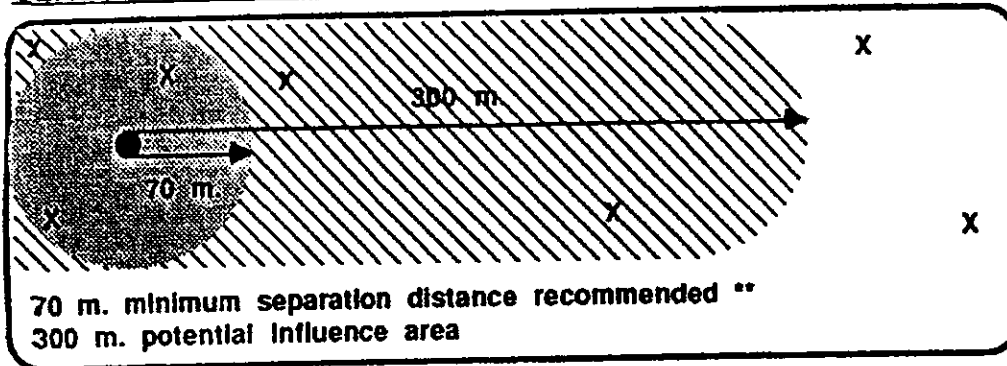 X X X X
300 m.
70 m.
X X X
70 m. minimum separation distance recommended **
300 m. potential influence area